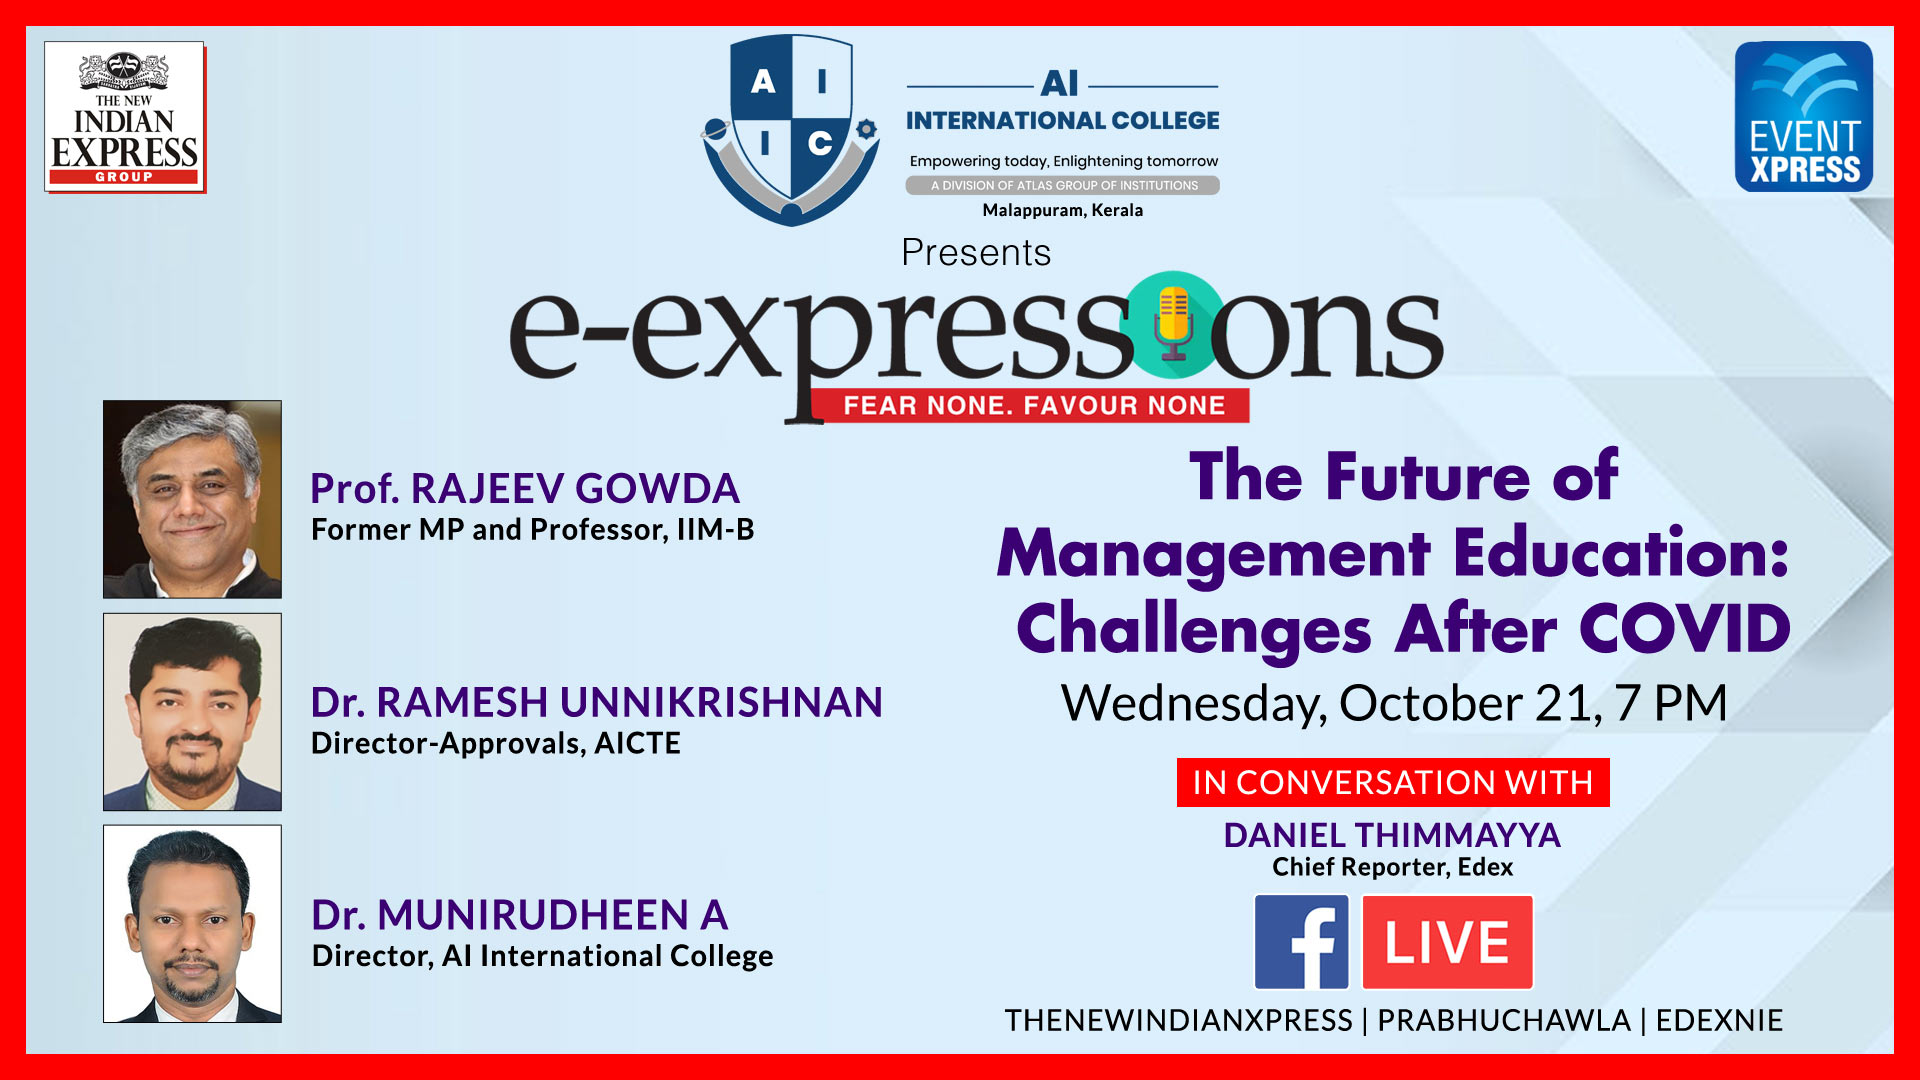 THE NEW
INDIAN
EXPRESS
GROUP
A I
I C
AI
INTERNATIONAL COLLEGE
Empowering today, Enlightening tomorrow
A DIVISION OF ATLAS GROUP OF INSTITUTIONS
Malappuram, Kerala
EVENT
XPRESS
Presents
e-expressions
FEAR NONE. FAVOUR NONE
Prof. RAJEEV GOWDA
Former MP and Professor, IIM-B
Dr. RAMESH UNNIKRISHNAN
Director-Approvals, AICTE
Dr. MUNIRUDHEEN A
Director, AI International College
The Future of
Management Education:
Challenges After COVID
Wednesday, October 21, 7 PM
IN CONVERSATION WITH
DANIEL THIMMAYYA
Chief Reporter, Edex
f LIVE
THENEWINDIANXPRESS | PRABHUCHAWLA | EDEXNIE